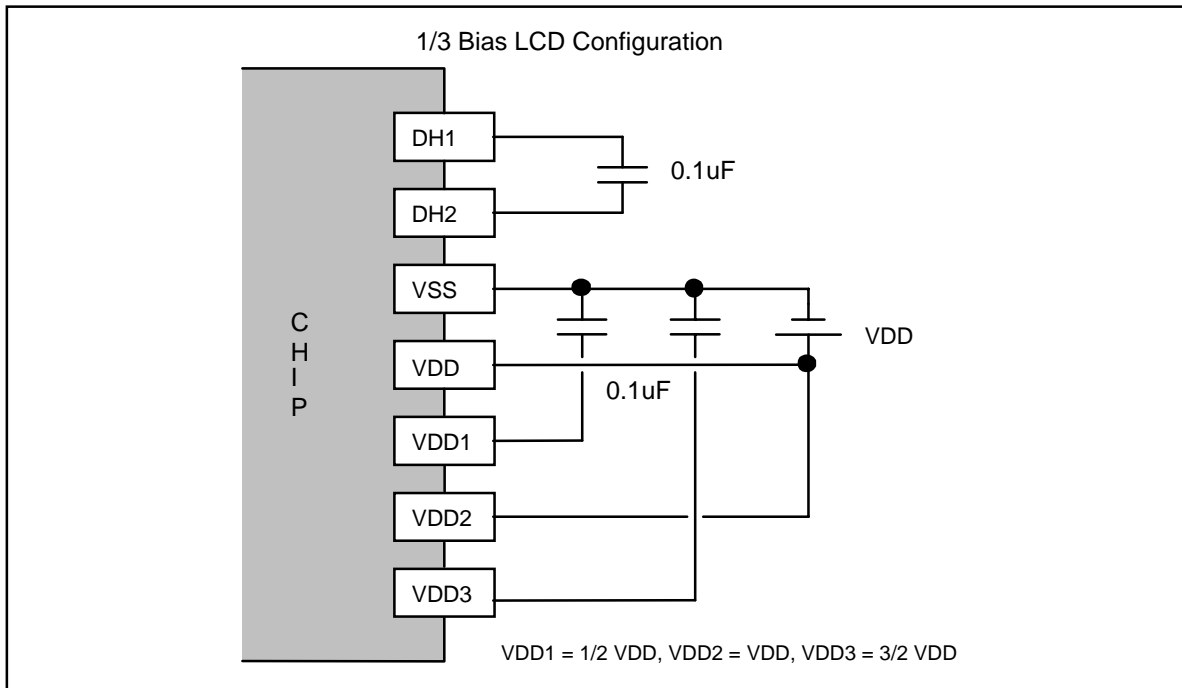 1/3 Bias LCD Configuration
DH1
0.1uF
DH2
VSS
CHIP
VDD
VDD
0.1uF
VDD1
VDD2
VDD3
VDD1 = 1/2 VDD, VDD2 = VDD, VDD3 = 3/2 VDD